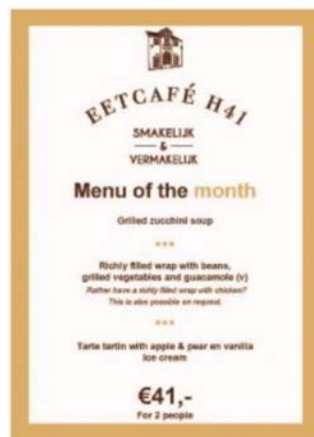 EETCAFÉ H41
SMAKELIJK
&
VERMAKELIJK
Menu of the month
Grilled zucchini soup
***
Richly filled wrap with beans,
grilled vegetables and guacamole (v)
Rather have a richly filled wrap with chicken?
This is also possible on request.
***
Tarte tartin with apple & pear en vanilla
ice cream
€41,-
For 2 people